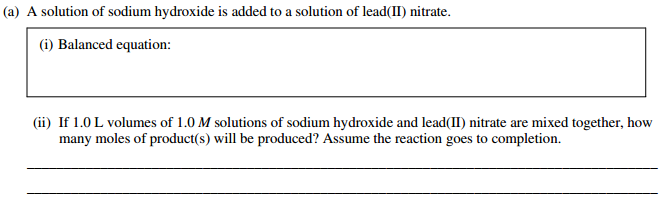 (a) A solution of sodium hydroxide is added to a solution of lead(II) nitrate.
(i) Balanced equation:
(ii) If 1.0 L volumes of 1.0 M solutions of sodium hydroxide and lead(II) nitrate are mixed together, how
many moles of product(s) will be produced? Assume the reaction goes to completion.